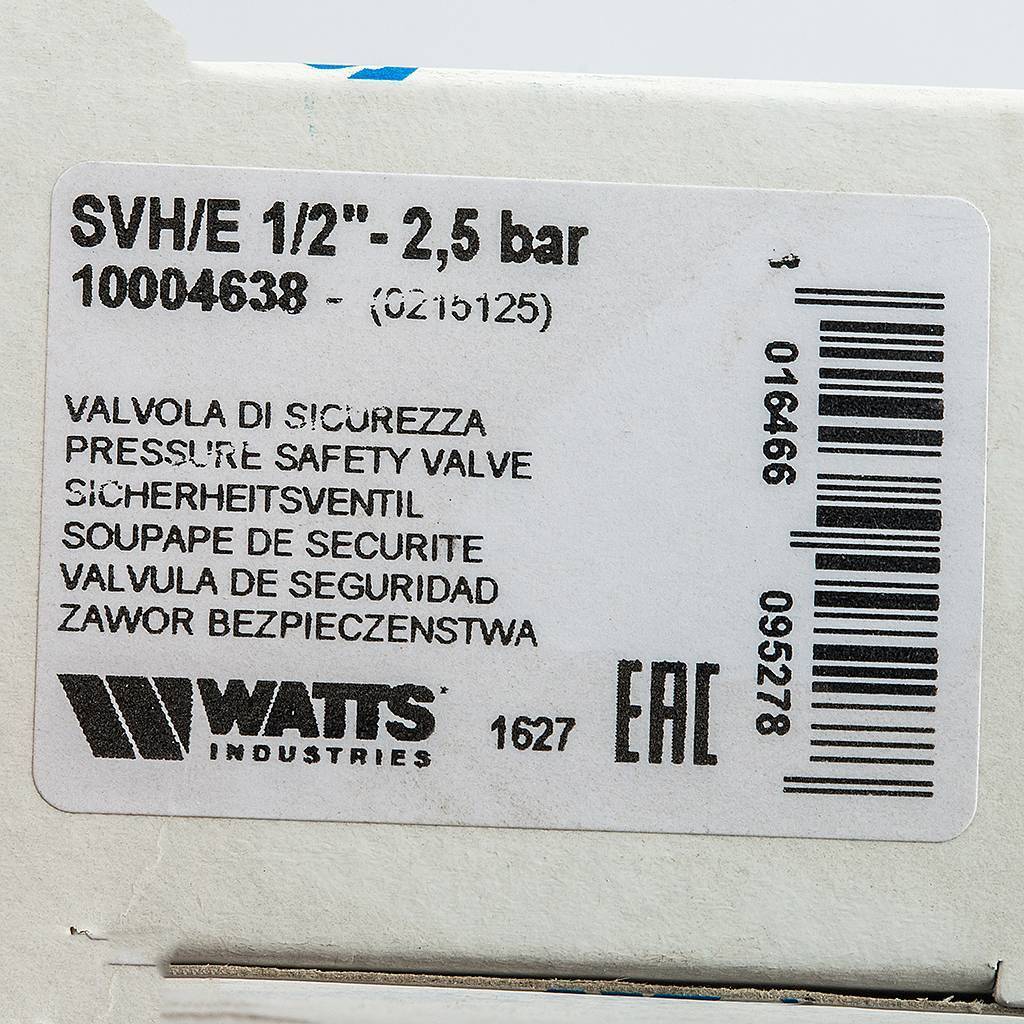 SVH/E 1/2"- 2,5 bar
10004638 - (0215125)
VALVOLA DI SICUREZZA
PRESSURE SAFETY VALVE
SICHERHEITSVENTIL
SOUPAPE DE SECURITE
VALVULA DE SEGURIDAD
ZAWOR BEZPIECZENSTWA
WATTS
INDUSTRIES
1627
EAC
016466 095278